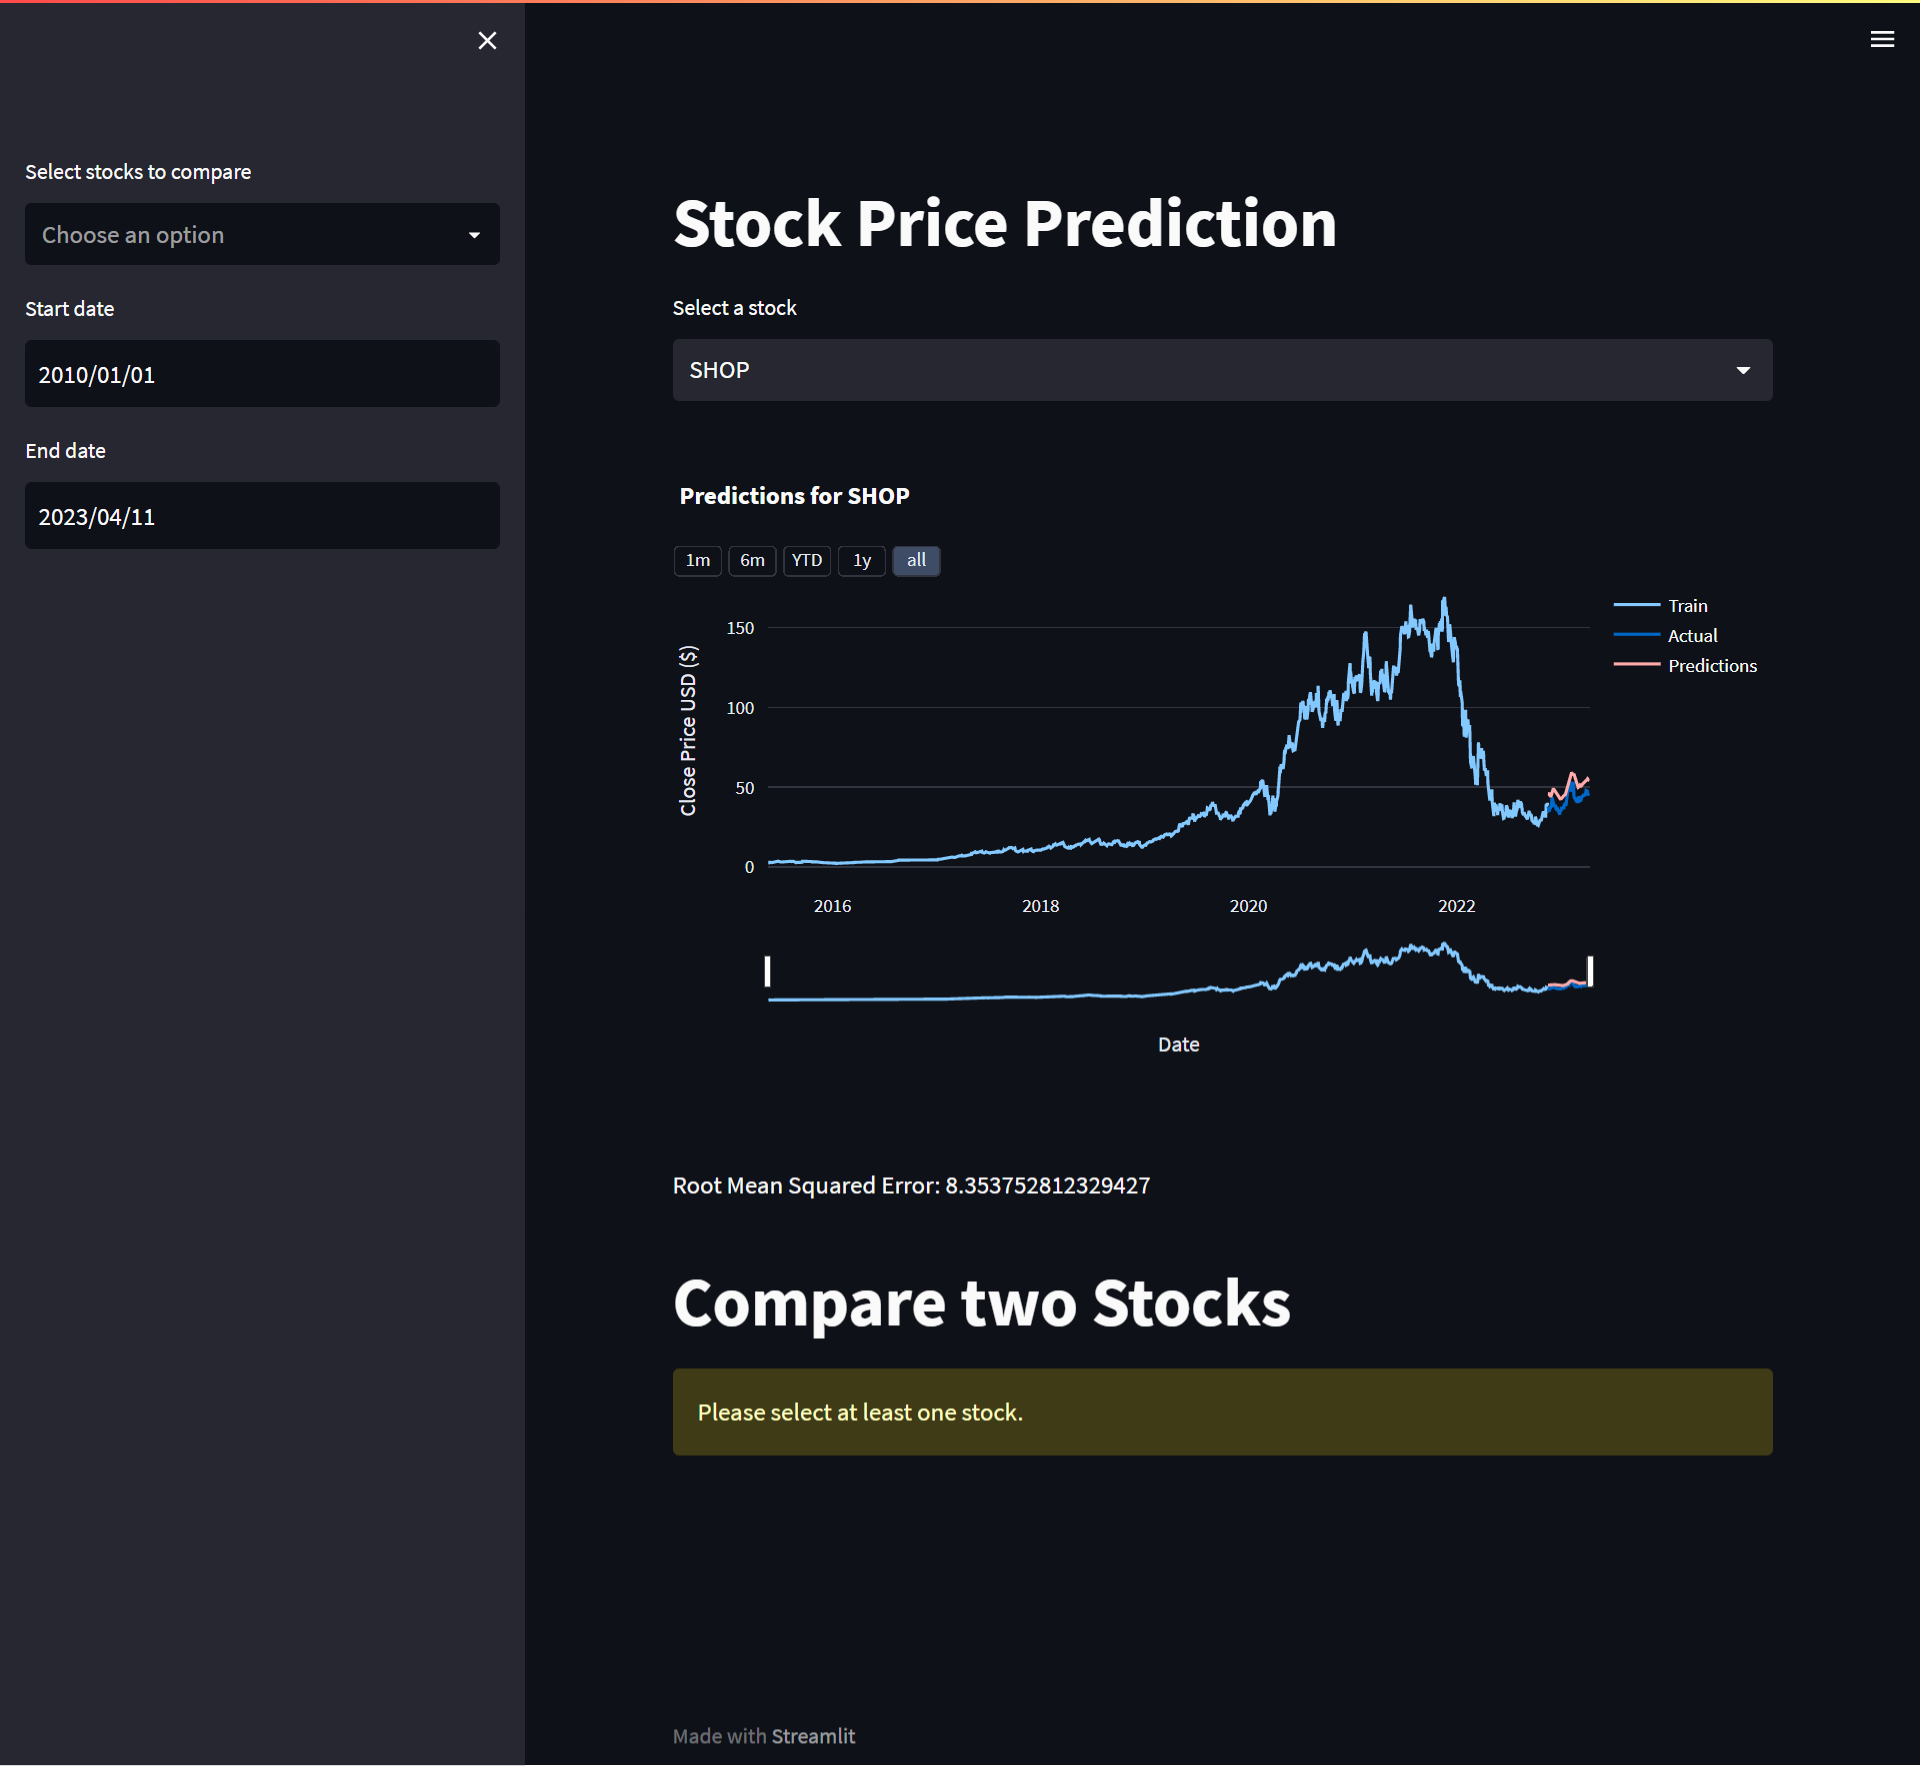 Select stocks to compare
Choose an option
Start date
2010/01/01
End date
2023/04/11
Stock Price Prediction
Select a stock
SHOP
Predictions for SHOP
1m 6m YTD 1y all
Train
Actual
Predictions
Close Price USD ($)
150
100
50
0
2016 2018 2020 2022
Date
Root Mean Squared Error: 8.353752812329427
Compare two Stocks
Please select at least one stock.
Made with Streamlit